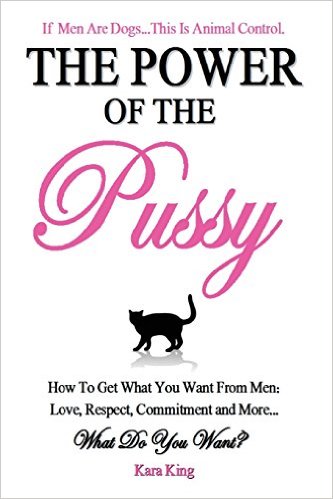 If Men Are Dogs...This Is Animal Control.
THE POWER
OF THE
Pussy
How To Get What You Want From Men:
Love, Respect, Commitment and More...
What Do You Want?
Kara King